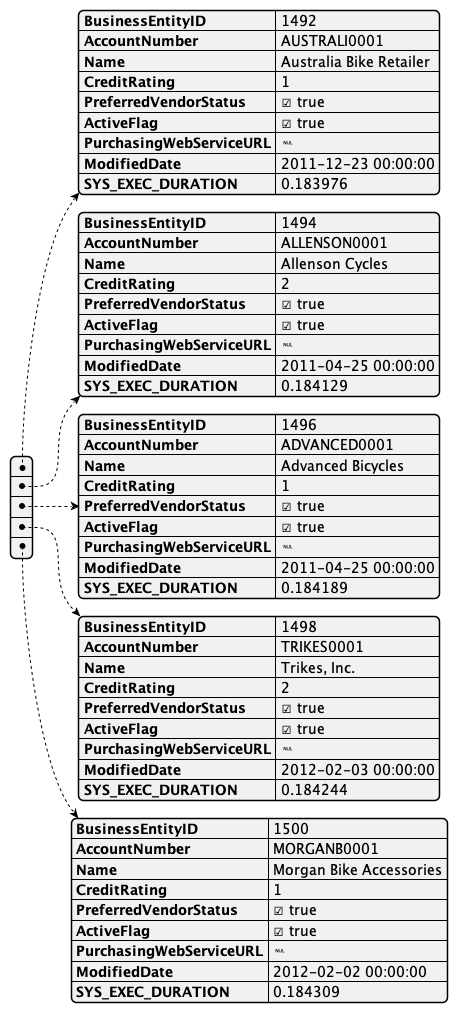 BusinessEntityID 1492
AccountNumber AUSTRALI0001
Name Australia Bike Retailer
CreditRating 1
PreferredVendorStatus ☑ true
ActiveFlag ☑ true
PurchasingWebServiceURL NUL
ModifiedDate 2011-12-23 00:00:00
SYS_EXEC_DURATION 0.183976
BusinessEntityID 1494
AccountNumber ALLENSON0001
Name Allenson Cycles
CreditRating 2
PreferredVendorStatus ☑ true
ActiveFlag ☑ true
PurchasingWebServiceURL NUL
ModifiedDate 2011-04-25 00:00:00
SYS_EXEC_DURATION 0.184129
BusinessEntityID 1496
AccountNumber ADVANCED0001
Name Advanced Bicycles
CreditRating 1
PreferredVendorStatus ☑ true
ActiveFlag ☑ true
PurchasingWebServiceURL NUL
ModifiedDate 2011-04-25 00:00:00
SYS_EXEC_DURATION 0.184189
BusinessEntityID 1498
AccountNumber TRIKES0001
Name Trikes, Inc.
CreditRating 2
PreferredVendorStatus ☑ true
ActiveFlag ☑ true
PurchasingWebServiceURL NUL
ModifiedDate 2012-02-03 00:00:00
SYS_EXEC_DURATION 0.184244
BusinessEntityID 1500
AccountNumber MORGANB0001
Name Morgan Bike Accessories
CreditRating 1
PreferredVendorStatus ☑ true
ActiveFlag ☑ true
PurchasingWebServiceURL NUL
ModifiedDate 2012-02-02 00:00:00
SYS_EXEC_DURATION 0.184309